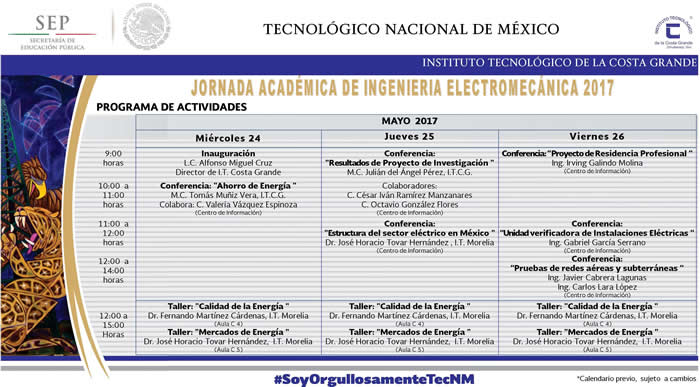 SEP
SECRETARÍA DE
EDUCACIÓN PÚBLICA
TECNOLÓGICO NACIONAL DE MÉXICO
INSTITUTO TECNOLÓGICO
de la Costa Grande
INSTITUTO TECNOLÓGICO DE LA COSTA GRANDE
JORNADA ACADÉMICA DE INGENIERIA ELECTROMECÁNICA 2017
PROGRAMA DE ACTIVIDADES
MAYO 2017
Miércoles 24
Jueves 25
Viernes 26
9:00
horas
Inauguración
L.C. Alfonso Miguel Cruz
Director de I.T. Costa Grande
Conferencia:
"Resultados de Proyecto de Investigación "
M.C. Julián del Ángel Pérez, I.T.C.G.
Conferencia: "Proyecto de Residencia Profesional "
Ing. Irving Galindo Molina
(Centro de Información)
10:00 a
11:00
horas
Conferencia: "Ahorro de Energía "
M.C. Tomás Muñiz Vera, I.T.C.G.
Colabora: C. Valeria Vázquez Espinoza
(Centro de Información)
Colaboradores:
C. César Iván Ramírez Manzanares
C. Octavio González Flores
(Centro de Información)
11:00 a
12:00
horas
Conferencia:
"Estructura del sector eléctrico en México "
Dr. José Horacio Tovar Hernández , I.T. Morelia
(Centro de Información)
Conferencia:
"Unidad verificadora de Instalaciones Eléctricas "
Ing. Gabriel García Serrano
(Centro de Información)
12:00 a
14:00
horas
Conferencia:
"Pruebas de redes aéreas y subterráneas "
Ing. Javier Cabrera Lagunas
Ing. Carlos Lara López
(Centro de Información)
12:00 a
15:00
Horas
Taller: "Calidad de la Energía "
Dr. Fernando Martínez Cárdenas, I.T. Morelia
(Aula C 4)
Taller: "Mercados de Energía "
Dr. José Horacio Tovar Hernández, I.T. Morelia
(Aula C 5)
Taller: "Calidad de la Energía "
Dr. Fernando Martínez Cárdenas, I.T. Morelia
(Aula C 4)
Taller: "Mercados de Energía "
Dr. José Horacio Tovar Hernández, I.T. Morelia
(Aula C 5)
Taller: "Calidad de la Energía "
Dr. Fernando Martínez Cárdenas, I.T. Morelia
(Aula C 4)
Taller: "Mercados de Energía "
Dr. José Horacio Tovar Hernández, I.T. Morelia
(Aula C 5)
#SoyOrgullosamenteTecNM
*Calendario previo, sujeto a cambios